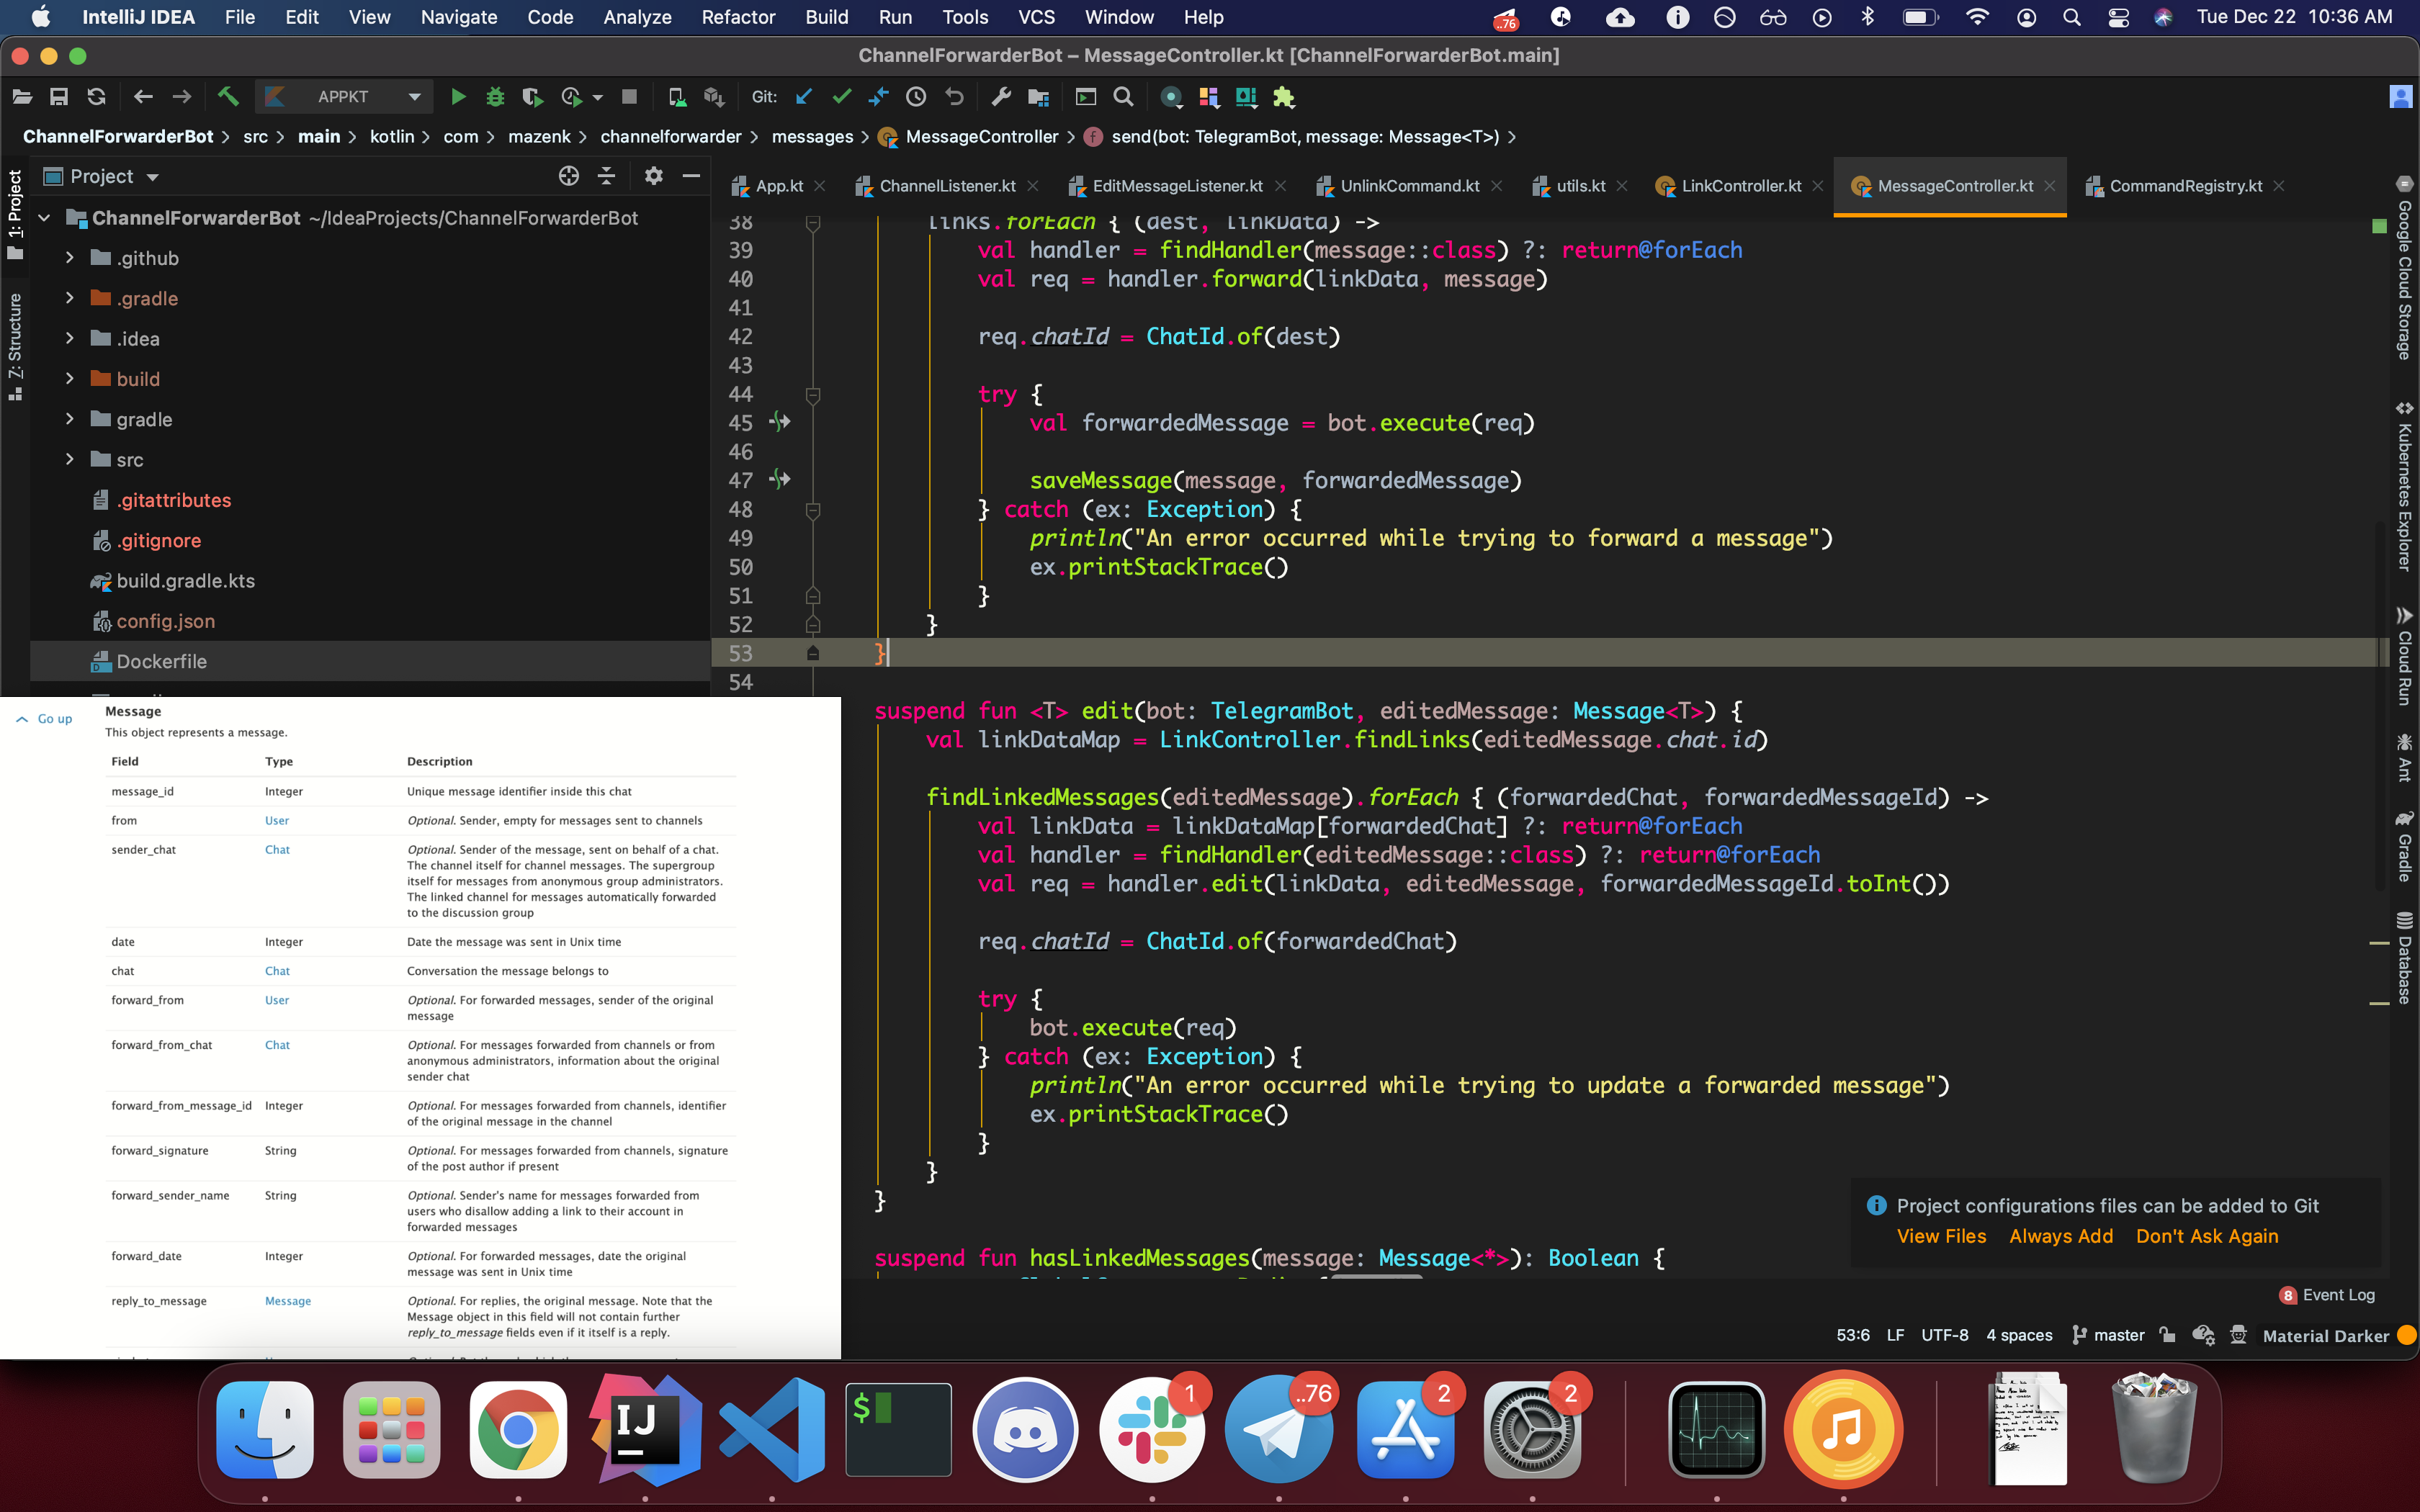 IntelliJ IDEA File Edit View Navigate Code Analyze Refactor Build Run Tools VCS Window Help ..76 Tue Dec 22 10:36 AM
ChannelForwarderBot – MessageController.kt [ChannelForwarderBot.main]
APPKT Git:
ChannelForwarderBot src main kotlin com mazenk channelforwarder messages MessageController send(bot: TelegramBot, message: Message<T>)
1: Project
Z: Structure
Project
ChannelForwarderBot ~/IdeaProjects/ChannelForwarderBot
.github
.gradle
.idea
build
gradle
src
.gitattributes
.gitignore
build.gradle.kts
config.json
Dockerfile
App.kt ChannelListener.kt EditMessageListener.kt UnlinkCommand.kt utils.kt LinkController.kt MessageController.kt CommandRegistry.kt
38 links.forEach { (dest, linkData) ->
39 val handler = findHandler(message::class) ?: return@forEach
40 val req = handler.forward(linkData, message)
41
42 req.chatId = ChatId.of(dest)
43
44 try {
45 val forwardedMessage = bot.execute(req)
46
47 saveMessage(message, forwardedMessage)
48 } catch (ex: Exception) {
49 println("An error occurred while trying to forward a message")
50 ex.printStackTrace()
51 }
52 }
53 }
54
suspend fun <T> edit(bot: TelegramBot, editedMessage: Message<T>) {
val linkDataMap = LinkController.findLinks(editedMessage.chat.id)
findLinkedMessages(editedMessage).forEach { (forwardedChat, forwardedMessageId) ->
val linkData = linkDataMap[forwardedChat] ?: return@forEach
val handler = findHandler(editedMessage::class) ?: return@forEach
val req = handler.edit(linkData, editedMessage, forwardedMessageId.toInt())
req.chatId = ChatId.of(forwardedChat)
try {
bot.execute(req)
} catch (ex: Exception) {
println("An error occurred while trying to update a forwarded message")
ex.printStackTrace()
}
}
}
suspend fun hasLinkedMessages(message: Message<*>): Boolean {
Google Cloud Storage
Kubernetes Explorer
Cloud Run
Ant
Gradle
Database
Go up
Message
This object represents a message.
Field Type Description
message_id Integer Unique message identifier inside this chat
from User Optional. Sender, empty for messages sent to channels
sender_chat Chat Optional. Sender of the message, sent on behalf of a chat.
The channel itself for channel messages. The supergroup
itself for messages from anonymous group administrators.
The linked channel for messages automatically forwarded
to the discussion group
date Integer Date the message was sent in Unix time
chat Chat Conversation the message belongs to
forward_from User Optional. For forwarded messages, sender of the original
message
forward_from_chat Chat Optional. For messages forwarded from channels or from
anonymous administrators, information about the original
sender chat
forward_from_message_id Integer Optional. For messages forwarded from channels, identifier
of the original message in the channel
forward_signature String Optional. For messages forwarded from channels, signature
of the post author if present
forward_sender_name String Optional. Sender's name for messages forwarded from
users who disallow adding a link to their account in
forwarded messages
forward_date Integer Optional. For forwarded messages, date the original
message was sent in Unix time
reply_to_message Message Optional. For replies, the original message. Note that the
Message object in this field will not contain further
reply_to_message fields even if it itself is a reply.
Project configurations files can be added to Git
View Files Always Add Don't Ask Again
8 Event Log
53:6 LF UTF-8 4 spaces master Material Darker
IJ
$
1
..76
2
2